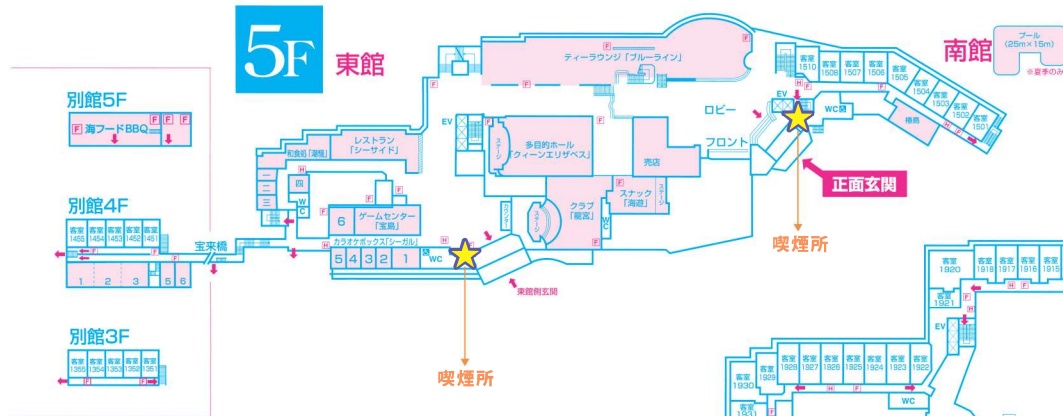 5F 東館
別館5F
F 海フードBBQ F F F
別館4F
客室 1455
客室 1454
客室 1453
客室 1452
客室 1451
F
F
1 2 3 5 6
宝来橋
別館3F
客室 1355
客室 1354
客室 1353
客室 1352
客室 1351
F
F
ティーラウンジ「ブルーライン」
F
F
F
F
EV
レストラン
「シーサイド」
和食処「潮騒」
一
二
三
四
H
W
C
F
F
6
ゲームセンター
「宝島」
F
カラオケボックス「シーガル」
5 4 3 2 1
WC
H
F
喫煙所
東館側玄関
ステージ
多目的ホール
「クィーンエリザベス」
F
売店
カウンター
ステージ
クラブ
「龍宮」
F
スナック
「海遊」
ステージ
WC
F
ロビー
フロント
EV
H
F
WC
正面玄関
喫煙所
南館
プール
(25m×15m)
※夏季のみ
客室 1510
客室 1508
客室 1507
客室 1506
客室 1505
客室 1504
客室 1503
客室 1502
客室 1501
F
客室 1920
客室 1918
客室 1917
客室 1916
客室 1915
客室 1921
H
F
F
H
EV
客室 1930
客室 1929
客室 1928
客室 1927
客室 1926
客室 1925
客室 1924
客室 1923
客室 1922
H
F
WC
客室 1931
F